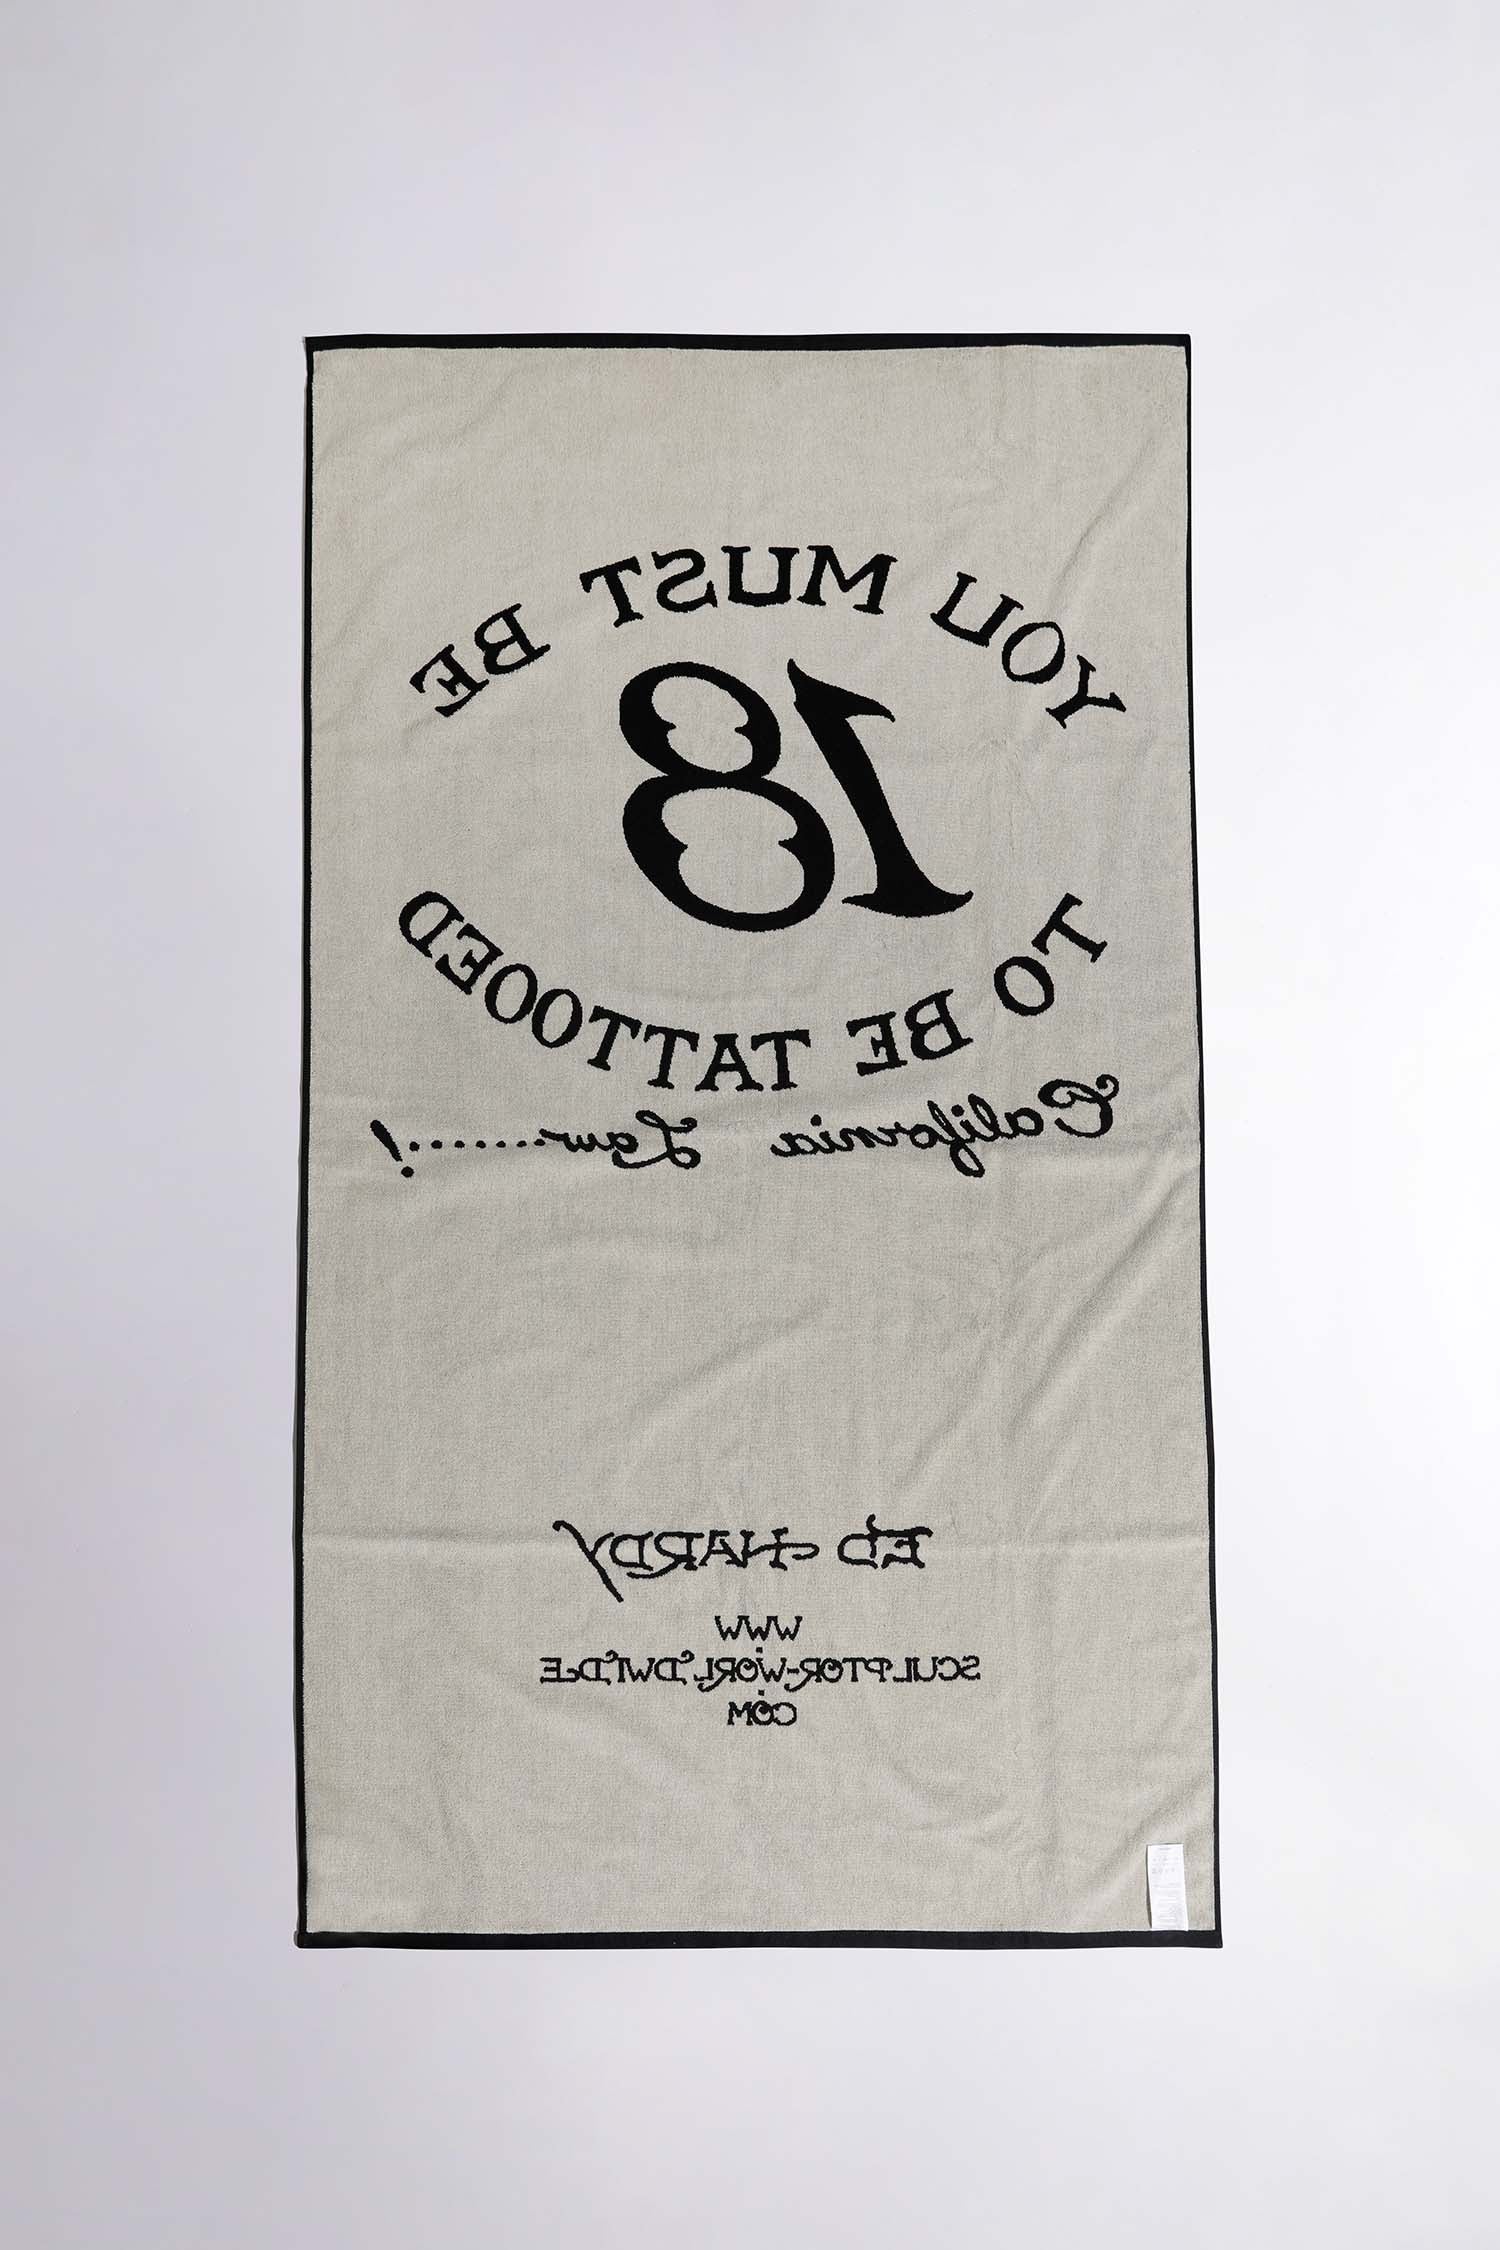 YOU MUST BE
18
TO BE TATTOOED
California Law.......!
ED HARDY
WWW
.
SCULPTOR-WORLDWIDE
.
COM